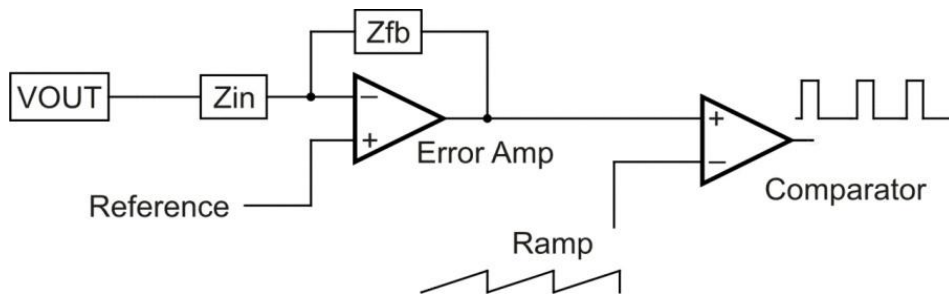 Zfb
VOUT
Zin
−
+
Error Amp
Reference
+
−
Comparator
Ramp